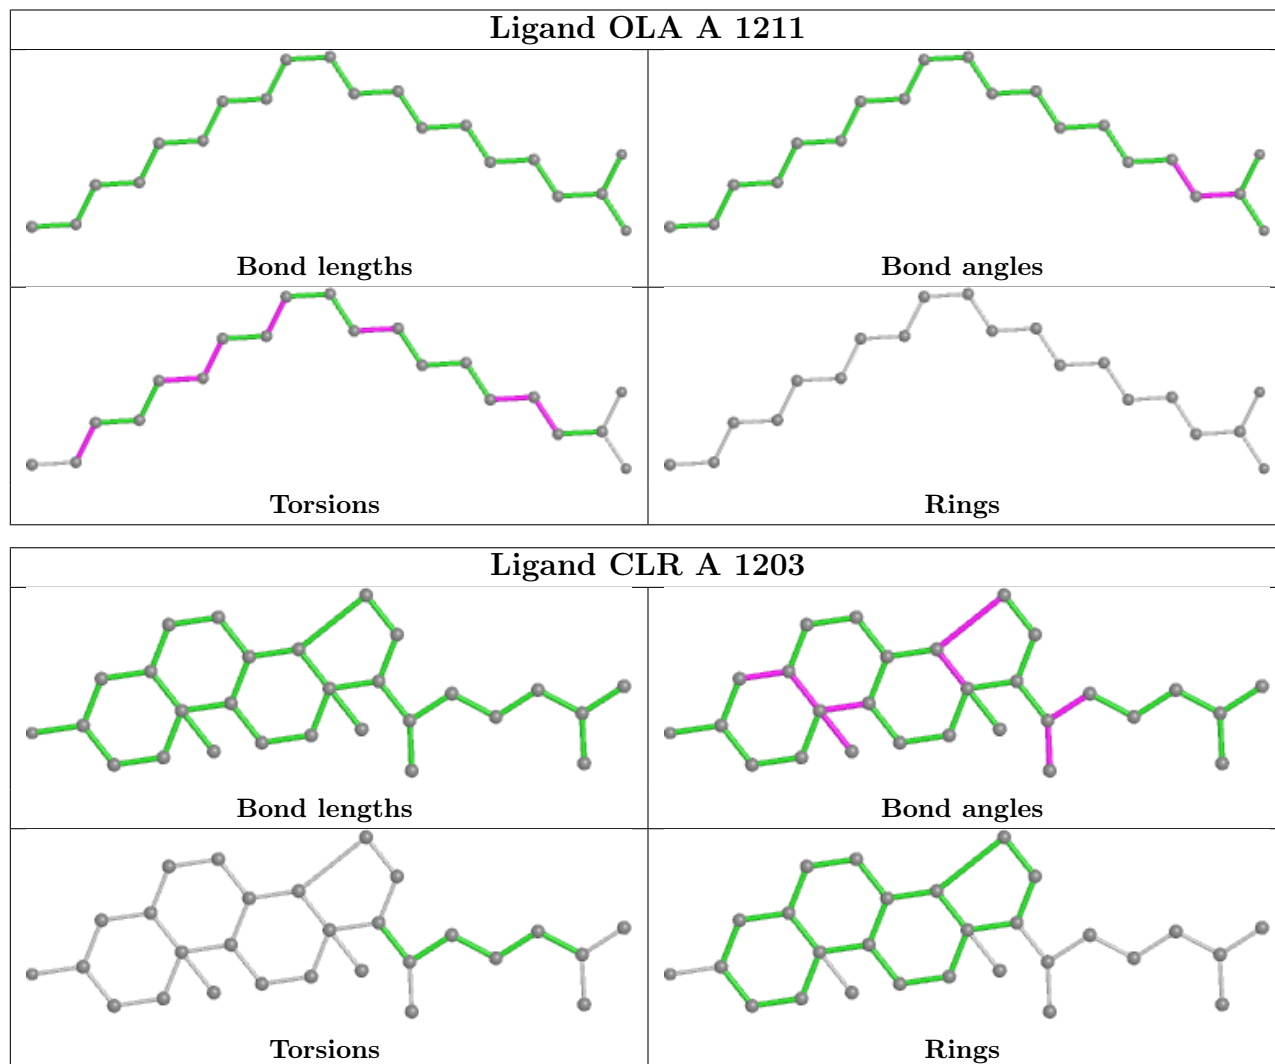 Ligand OLA A 1211
Bond lengths
Bond angles
Torsions
Rings
Ligand CLR A 1203
Bond lengths
Bond angles
Torsions
Rings